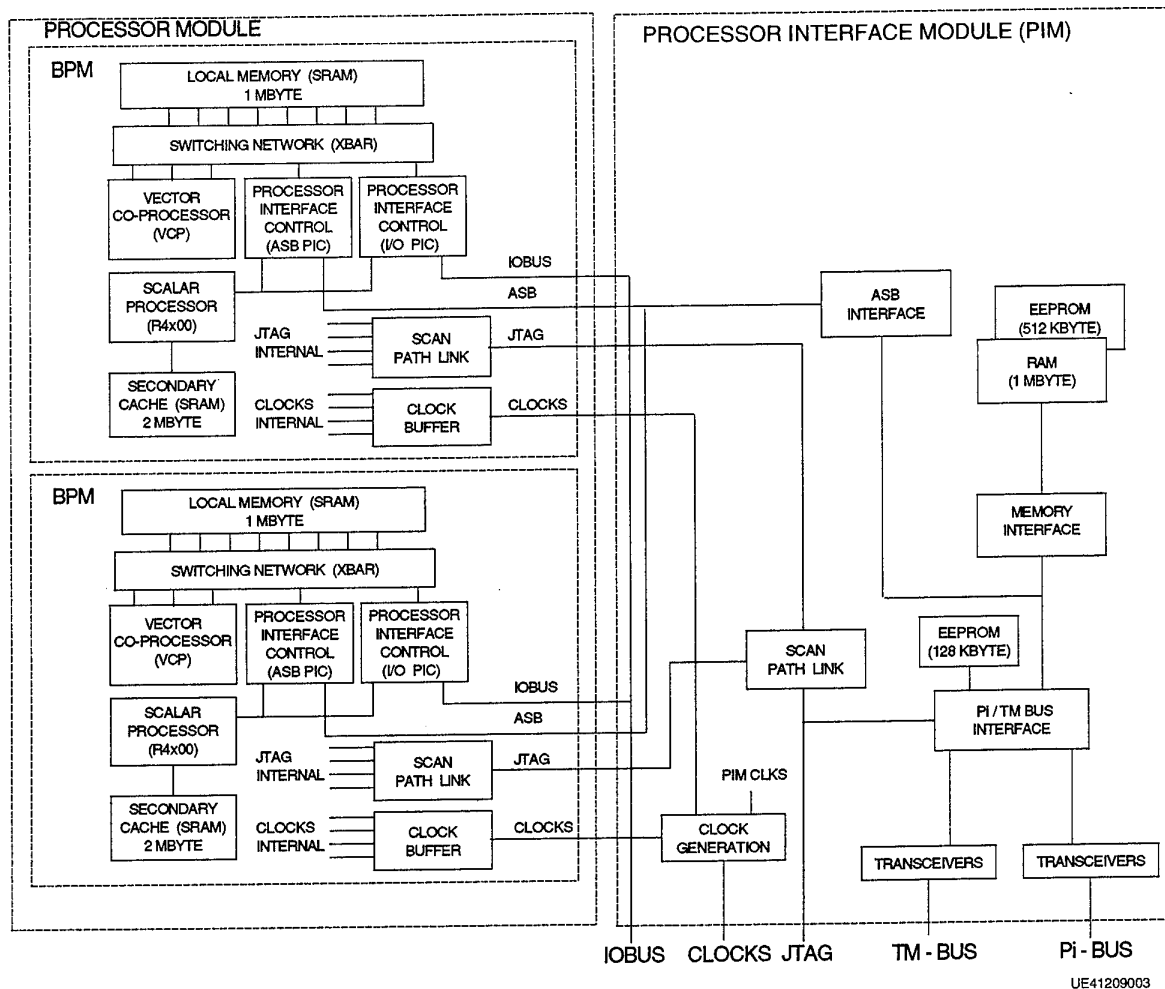 PROCESSOR MODULE
BPM
LOCAL MEMORY (SRAM)
1 MBYTE
SWITCHING NETWORK (XBAR)
VECTOR
CO-PROCESSOR
(VCP)
PROCESSOR
INTERFACE
CONTROL
(ASB PIC)
PROCESSOR
INTERFACE
CONTROL
(I/O PIC)
SCALAR
PROCESSOR
(R4x00)
SECONDARY
CACHE (SRAM)
2 MBYTE
JTAG
INTERNAL
SCAN
PATH LINK
CLOCKS
INTERNAL
CLOCK
BUFFER
IOBUS
ASB
JTAG
CLOCKS
BPM
LOCAL MEMORY (SRAM)
1 MBYTE
SWITCHING NETWORK (XBAR)
VECTOR
CO-PROCESSOR
(VCP)
PROCESSOR
INTERFACE
CONTROL
(ASB PIC)
PROCESSOR
INTERFACE
CONTROL
(I/O PIC)
SCALAR
PROCESSOR
(R4x00)
SECONDARY
CACHE (SRAM)
2 MBYTE
JTAG
INTERNAL
SCAN
PATH LINK
CLOCKS
INTERNAL
CLOCK
BUFFER
IOBUS
ASB
JTAG
CLOCKS
PROCESSOR INTERFACE MODULE (PIM)
ASB
INTERFACE
EEPROM
(512 KBYTE)
RAM
(1 MBYTE)
MEMORY
INTERFACE
SCAN
PATH LINK
EEPROM
(128 KBYTE)
Pi / TM BUS
INTERFACE
PIM CLKS
CLOCK
GENERATION
TRANSCEIVERS
TRANSCEIVERS
IOBUS
CLOCKS
JTAG
TM - BUS
Pi - BUS
UE41209003